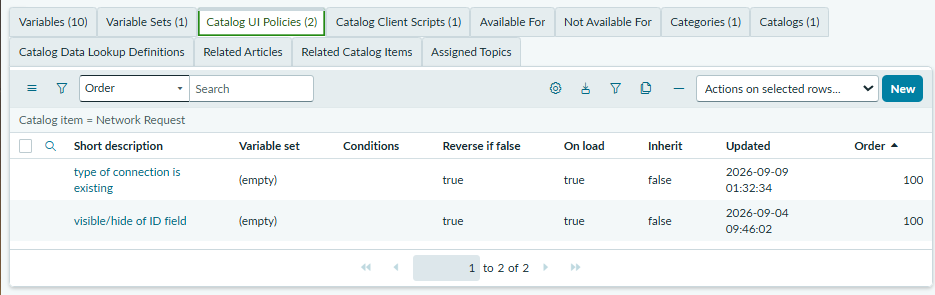 Variables (10) Variable Sets (1) Catalog UI Policies (2) Catalog Client Scripts (1) Available For Not Available For Categories (1) Catalogs (1)
Catalog Data Lookup Definitions Related Articles Related Catalog Items Assigned Topics
Order Search Actions on selected rows... New
Catalog item = Network Request
Short description Variable set Conditions Reverse if false On load Inherit Updated Order
type of connection is existing (empty) true true false 2026-09-09 01:32:34 100
visible/hide of ID field (empty) true true false 2026-09-04 09:46:02 100
1 to 2 of 2